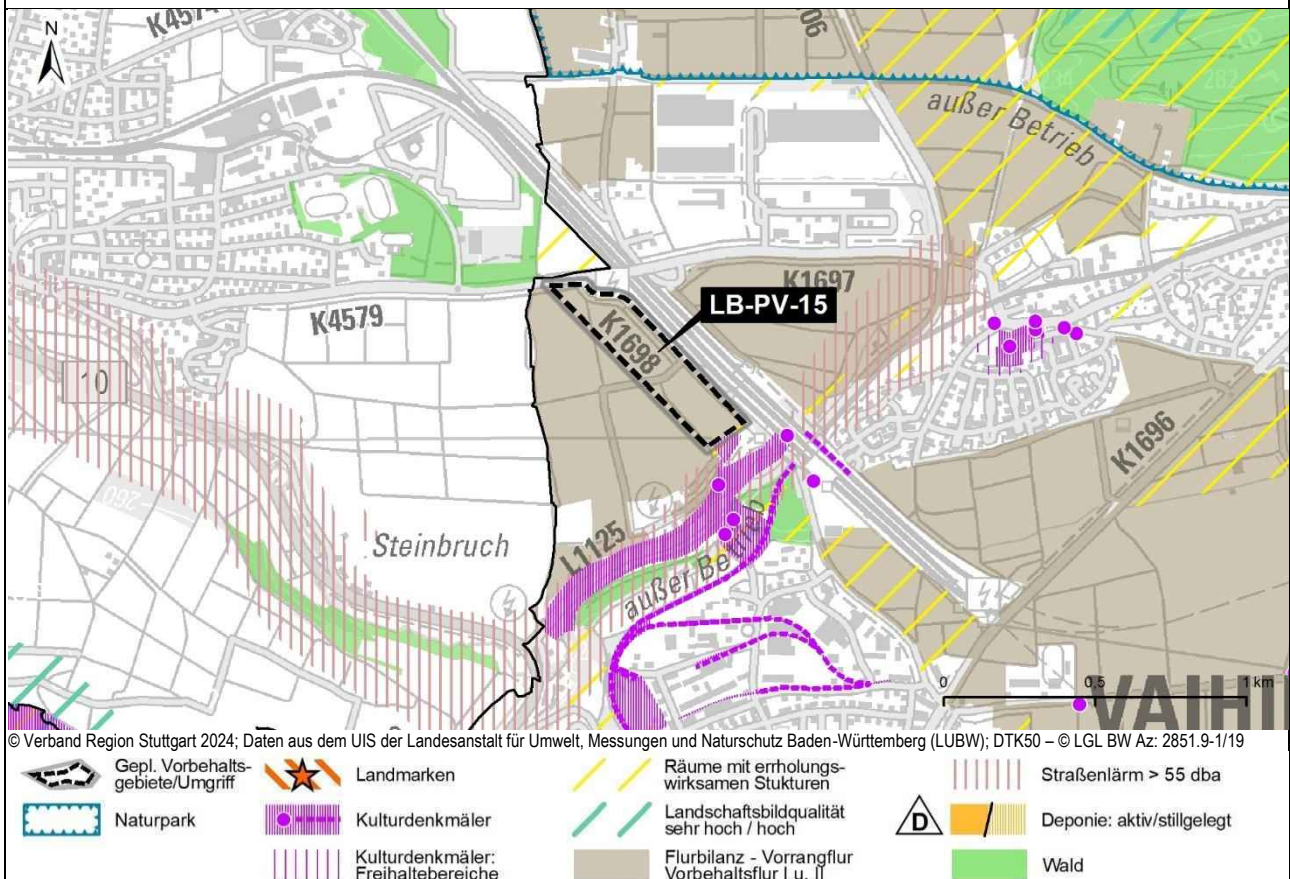 N
K4574
06
234
282
außer Betrieb
K1697
LB-PV-15
K4579
K1698
10
K1696
260
Steinbruch
L1125
außer Betrieb
0 0,5 1 km
VAIHI
© Verband Region Stuttgart 2024; Daten aus dem UIS der Landesanstalt für Umwelt, Messungen und Naturschutz Baden-Württemberg (LUBW); DTK50 – © LGL BW Az: 2851.9-1/19
Gepl. Vorbehalts-
gebiete/Umgriff
Landmarken
Räume mit errholungs-
wirksamen Stukturen
Straßenlärm > 55 dba
Naturpark
Kulturdenkmäler
Landschaftsbildqualität
sehr hoch / hoch
D
Deponie: aktiv/stillgelegt
Kulturdenkmäler:
Freihaltebereiche
Flurbilanz - Vorrangflur
Vorbehaltsflur I u. II
Wald